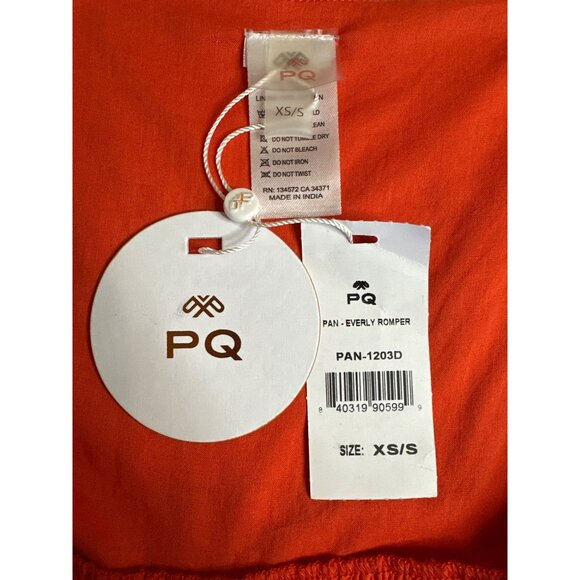 PQ
XS/S
DO NOT TUMBLE DRY
DO NOT BLEACH
DO NOT IRON
DO NOT TWIST
RN: 134572 CA 34371
MADE IN INDIA
PQ
PQ
PAN - EVERLY ROMPER
PAN-1203D
8 40319 90599 9
SIZE: XS/S